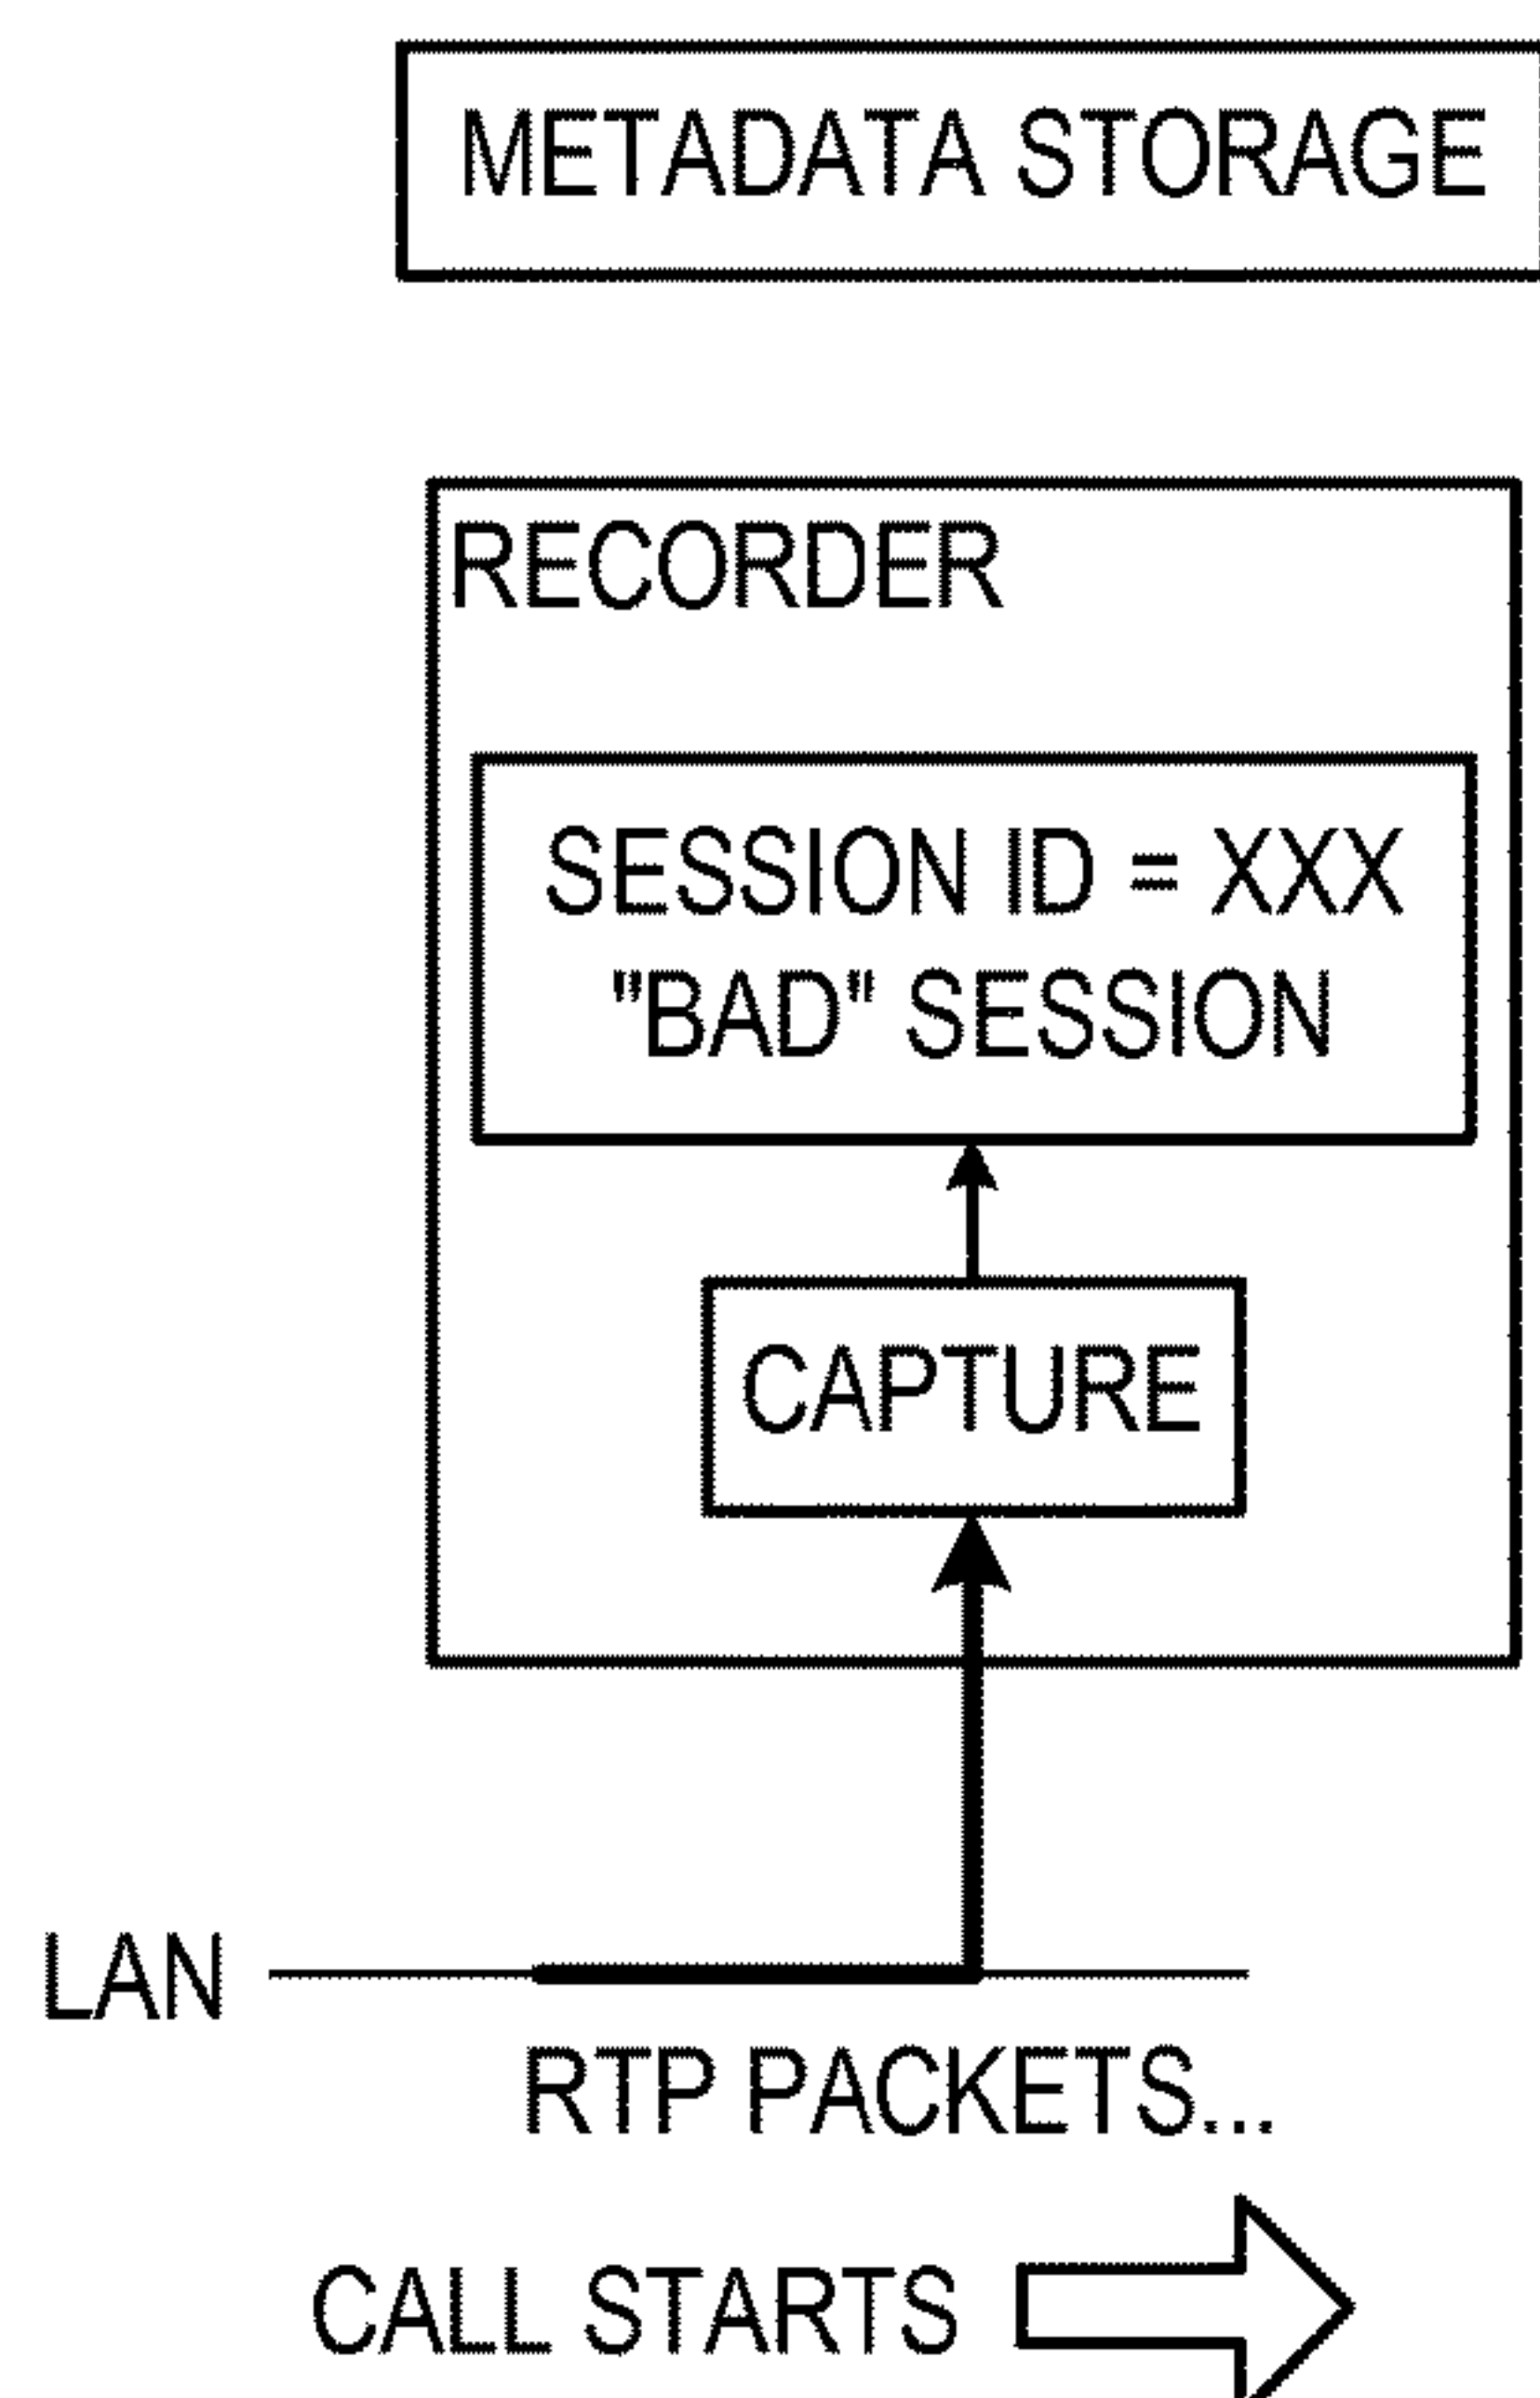 METADATA STORAGE
RECORDER
SESSION ID = XXX
"BAD" SESSION
CAPTURE
LAN
RTP PACKETS...
CALL STARTS